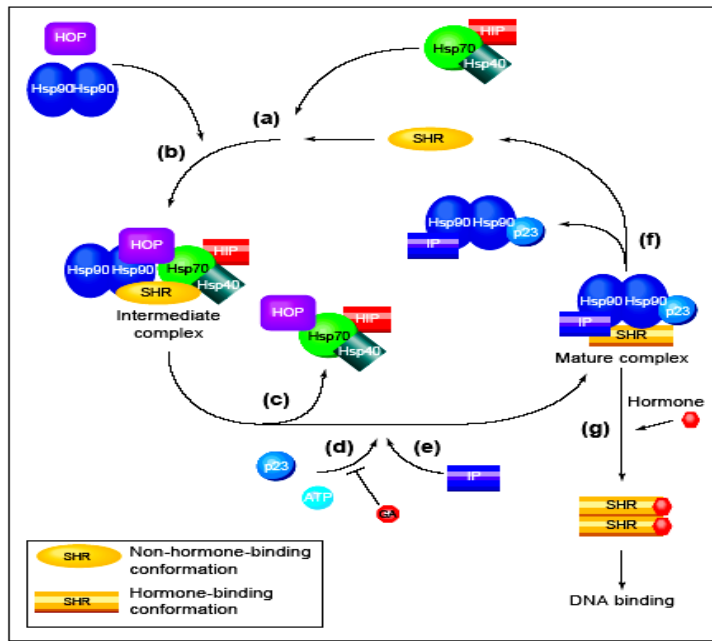 HOP
Hsp90 Hsp90
HIP
Hsp70
Hsp40
(a)
(b)
SHR
Hsp90 Hsp90
IP
p23
(f)
HOP
HIP
Hsp90 Hsp90 Hsp70
Hsp40
SHR
Intermediate
complex
HOP
HIP
Hsp70
Hsp40
Hsp90 Hsp90
p23
IP
SHR
Mature complex
(c)
Hormone
(g)
(d)
(e)
p23
IP
ATP
GA
SHR
SHR
DNA binding
SHR Non-hormone-binding
conformation
SHR Hormone-binding
conformation